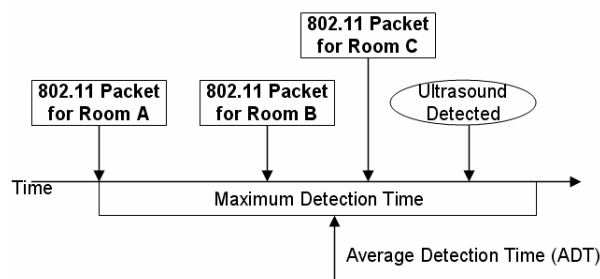 802.11 Packet
for Room C
802.11 Packet
for Room A
802.11 Packet
for Room B
Ultrasound
Detected
Time
Maximum Detection Time
Average Detection Time (ADT)